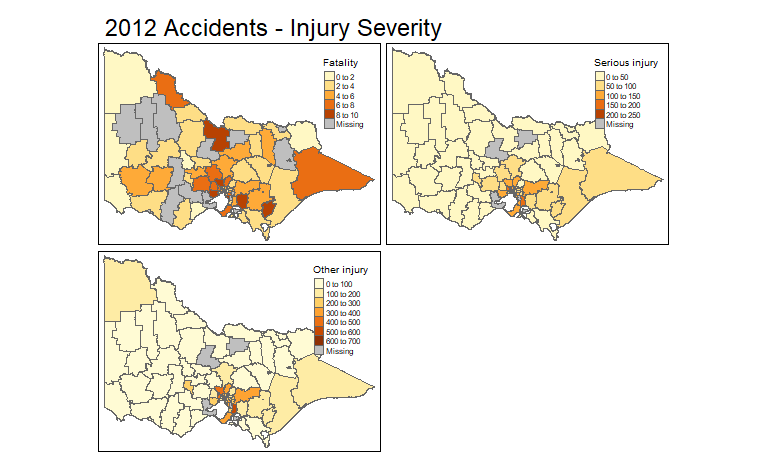 2012 Accidents - Injury Severity
Fatality
0 to 2
2 to 4
4 to 6
6 to 8
8 to 10
Missing
Serious injury
0 to 50
50 to 100
100 to 150
150 to 200
200 to 250
Missing
Other injury
0 to 100
100 to 200
200 to 300
300 to 400
400 to 500
500 to 600
600 to 700
Missing